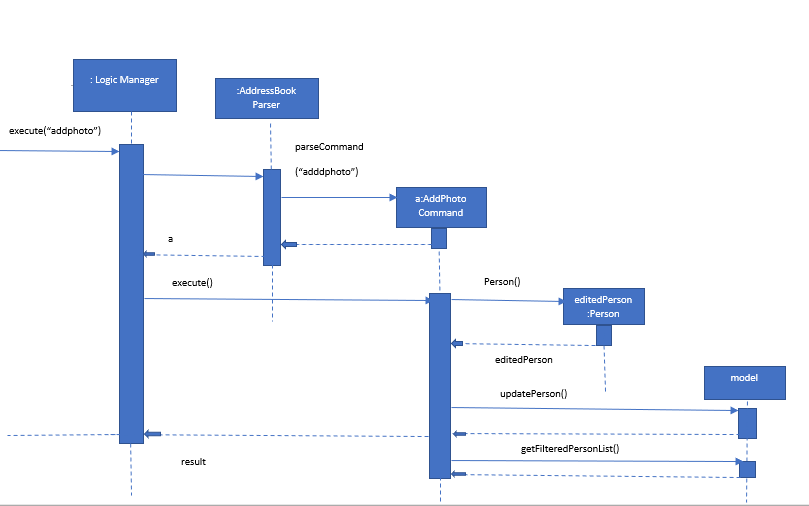 : Logic Manager
:AddressBook
Parser
execute("addphoto")
parseCommand
("adddphoto")
a:AddPhoto
Command
a
execute()
Person()
editedPerson
:Person
editedPerson
model
updatePerson()
getFilteredPersonList()
result